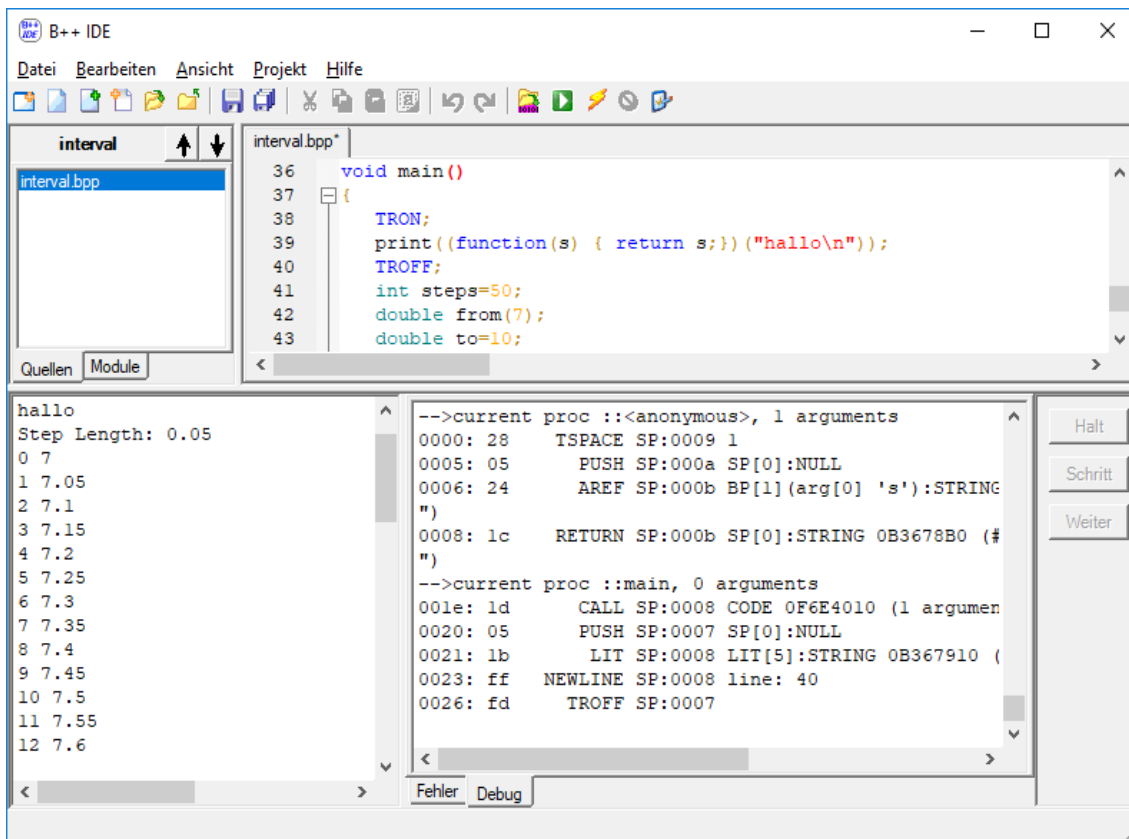 B++ IDE
Datei Bearbeiten Ansicht Projekt Hilfe
interval
interval.bpp
Quellen Module
interval.bpp*
36 void main()
37 {
38 TRON;
39 print((function(s) { return s;})("hallo\n"));
40 TROFF;
41 int steps=50;
42 double from(7);
43 double to=10;
hallo
Step Length: 0.05
0 7
1 7.05
2 7.1
3 7.15
4 7.2
5 7.25
6 7.3
7 7.35
8 7.4
9 7.45
10 7.5
11 7.55
12 7.6
-->current proc ::<anonymous>, 1 arguments
0000: 28 TSPACE SP:0009 1
0005: 05 PUSH SP:000a SP[0]:NULL
0006: 24 AREF SP:000b BP[1](arg[0] 's'):STRING
")
0008: 1c RETURN SP:000b SP[0]:STRING 0B3678B0 (#
")
-->current proc ::main, 0 arguments
001e: 1d CALL SP:0008 CODE 0F6E4010 (1 argumen
0020: 05 PUSH SP:0007 SP[0]:NULL
0021: 1b LIT SP:0008 LIT[5]:STRING 0B367910 (
0023: ff NEWLINE SP:0008 line: 40
0026: fd TROFF SP:0007
Fehler Debug
Halt
Schritt
Weiter